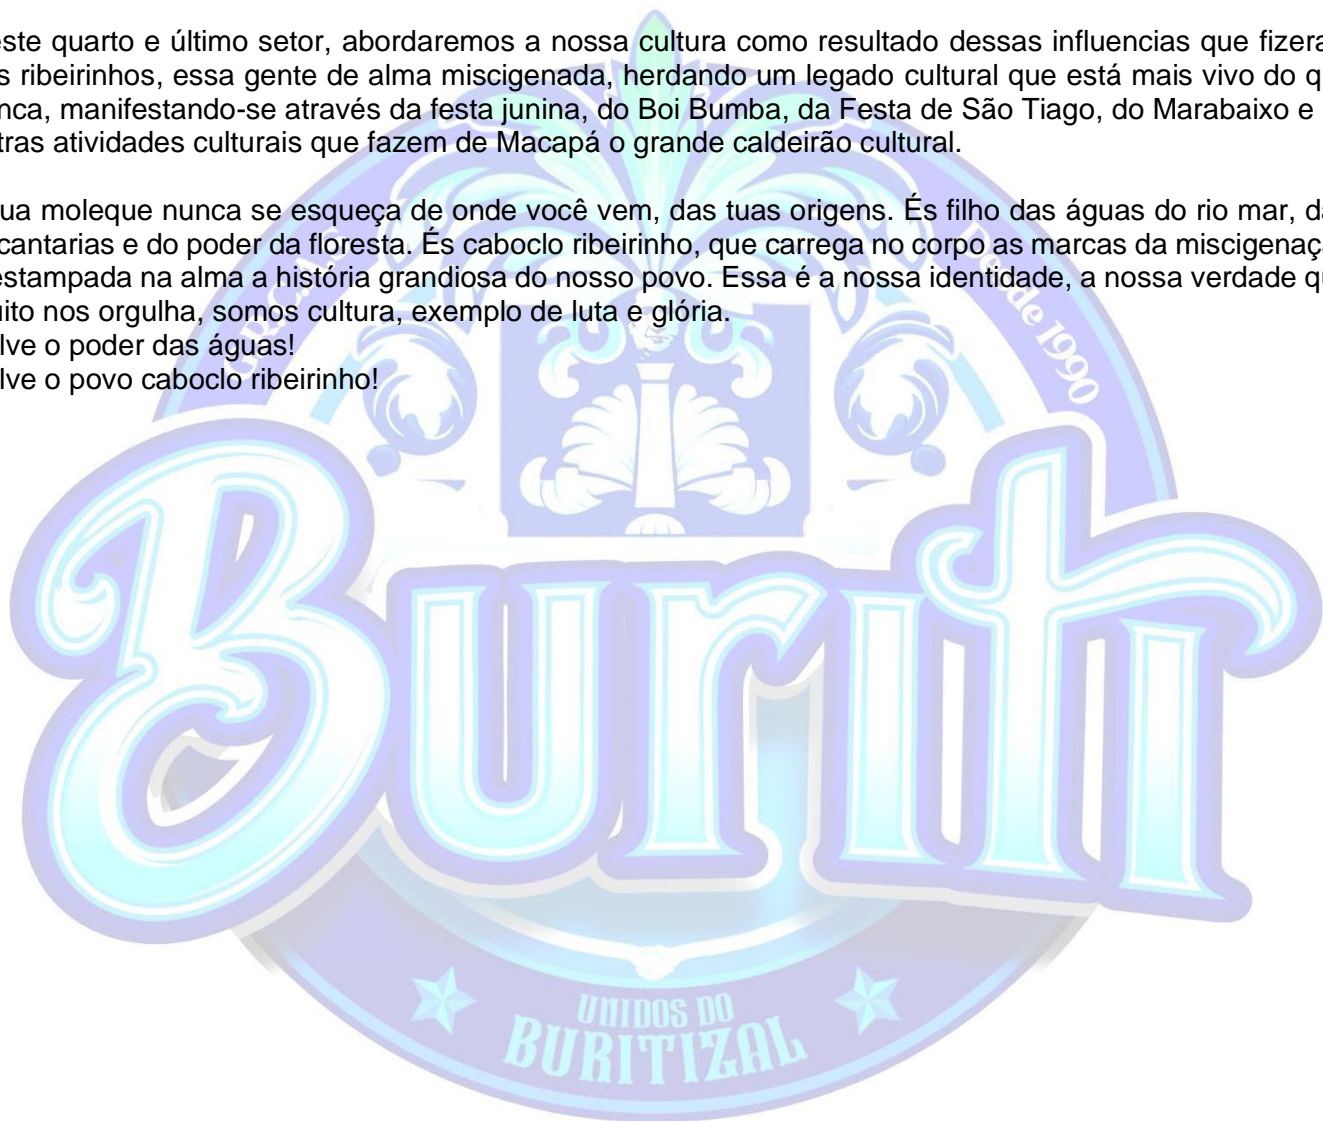 este quarto e último setor, abordaremos a nossa cultura como resultado dessas influencias que fizera
s ribeirinhos, essa gente de alma miscigenada, herdando um legado cultural que está mais vivo do q
nca, manifestando-se através da festa junina, do Boi Bumba, da Festa de São Tiago, do Marabaixo e
tras atividades culturais que fazem de Macapá o grande caldeirão cultural.
ua moleque nunca se esqueça de onde você vem, das tuas origens. És filho das águas do rio mar, da
cantarias e do poder da floresta. És caboclo ribeirinho, que carrega no corpo as marcas da miscigenaç
estampada na alma a história grandiosa do nosso povo. Essa é a nossa identidade, a nossa verdade q
uito nos orgulha, somos cultura, exemplo de luta e glória.
lve o poder das águas!
lve o povo caboclo ribeirinho!
GRCAS
Desde 1990
Buriti
UNIDOS DO
BURITIZAL